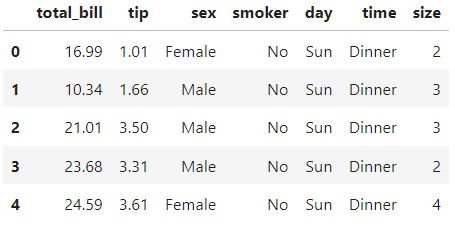 total_bill tip sex smoker day time size
0 16.99 1.01 Female No Sun Dinner 2
1 10.34 1.66 Male No Sun Dinner 3
2 21.01 3.50 Male No Sun Dinner 3
3 23.68 3.31 Male No Sun Dinner 2
4 24.59 3.61 Female No Sun Dinner 4